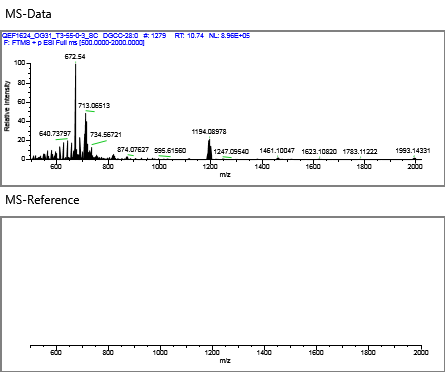 MS-Data
QEF1624_OG31_T3-55-0-3_SC DGCC-28:0 #: 1279 RT: 10.74 NL: 8.96E+05
F: FTMS + p ESI Full ms [500.0000-2000.0000]
672.54
100
80
713.06513
60
Relative Intensity
40
640.73797
734.56721
1194.08978
20
874.07627
995.61560
1247.09540
1461.10047
1623.10820
1783.11222
1993.14331
0
600 800 1000 1200 1400 1600 1800 2000
m/z
MS-Reference
600 800 1000 1200 1400 1600 1800 2000
m/z